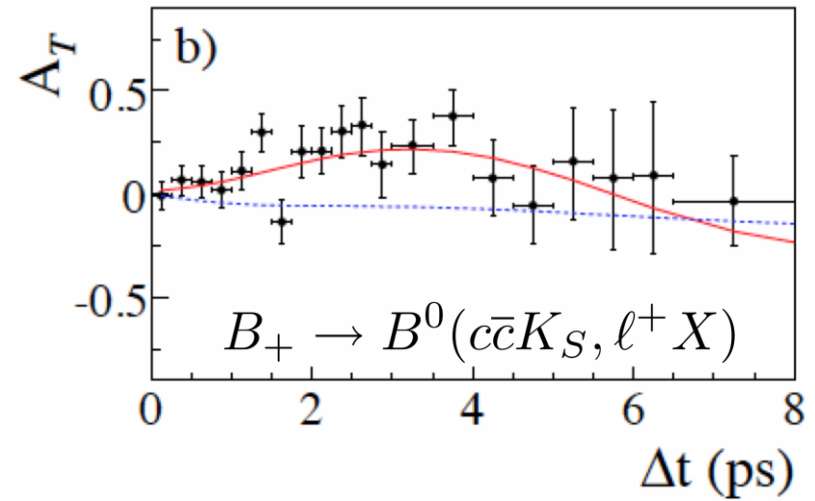 A_T
b)
0.5
0
-0.5
B_+ → B^0(cc̄K_S, ℓ^+X)
0 2 4 6 8
Δt (ps)